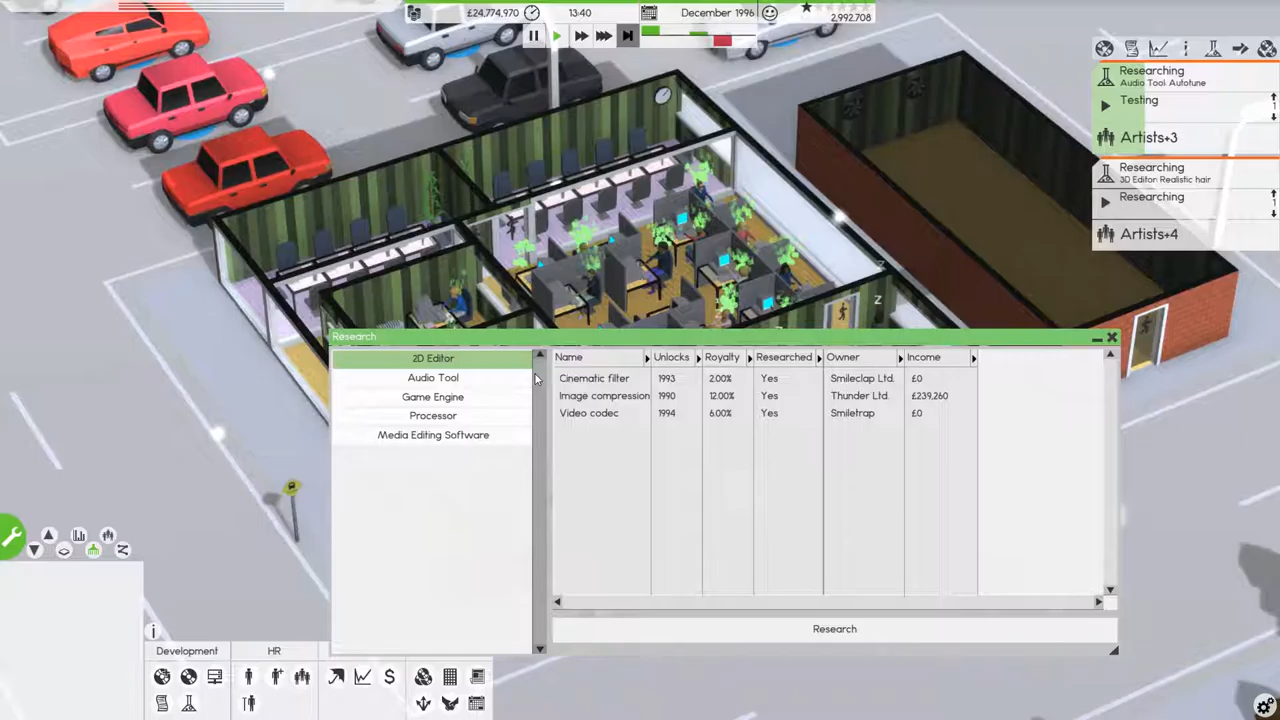 £24,774,970 13:40 December 1996 2,992,708
Researching
Audio Tool: Autotune
Testing
Artists+3
Researching
3D Editor: Realistic hair
Researching
Artists+4
Z
Research
2D Editor
Audio Tool
Game Engine
Processor
Media Editing Software
Name Unlocks Royalty Researched Owner Income
Cinematic filter 1993 2.00% Yes Smileclap Ltd. £0
Image compression 1990 12.00% Yes Thunder Ltd. £239,260
Video codec 1994 6.00% Yes Smiletrap £0
Research
Development HR